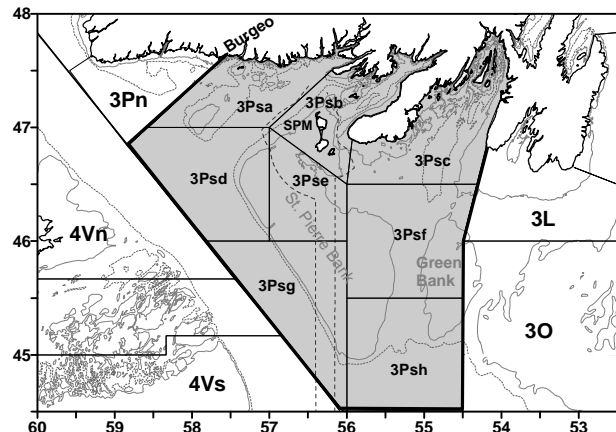 48
Burgeo
3Pn
3Psa
3Psb
47
SPM
3Psc
3Psd
3Pse
St. Pierre Bank
3L
4Vn
3Psf
46
Green
Bank
3Psg
3O
45
3Psh
4Vs
60 59 58 57 56 55 54 53